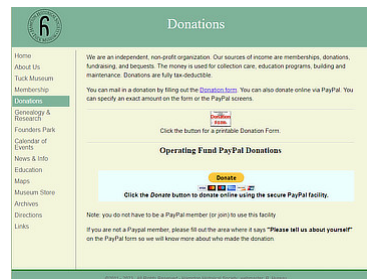 Donations
Home
About Us
Tuck Museum
Membership
Donations
Genealogy &
Research
Founders Park
Calendar of
Events
News & Info
Education
Maps
Museum Store
Archives
Directions
Links
We are an independent, non-profit organization. Our sources of income are memberships, donations,
fundraising, and bequests. The money is used for collection care, education programs, building and
maintenance. Donations are fully tax-deductible.
You can mail in a donation by filling out the Donation form. You can also donate online via PayPal. You
can specify an exact amount on the form or the PayPal screens.
Donation
Click the button for a printable Donation Form.
Operating Fund PayPal Donations
Donate
Click the Donate button to donate online using the secure PayPal facility.
Note: you do not have to be a PayPal member (or join) to use this facility
If you are not a Paypal member, please fill out the area where it says "Please tell us about yourself"
on the PayPal form so we will know more about who made the donation.